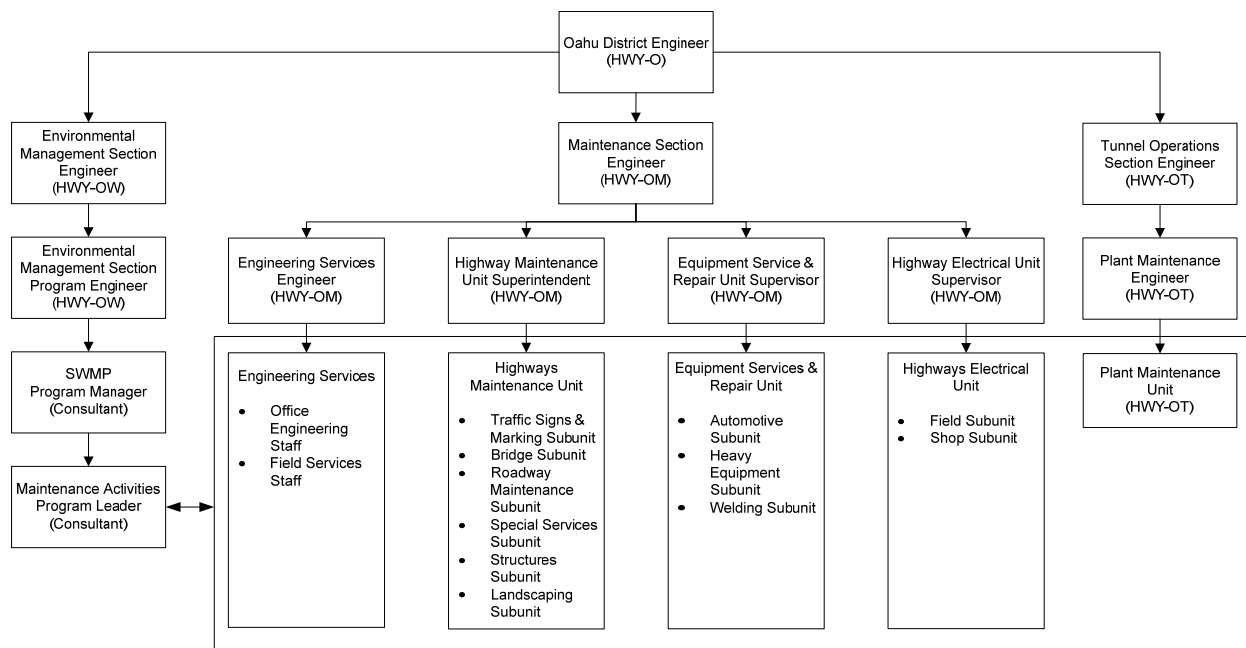 Oahu District Engineer
(HWY-O)
Environmental
Management Section
Engineer
(HWY-OW)
Maintenance Section
Engineer
(HWY-OM)
Tunnel Operations
Section Engineer
(HWY-OT)
Environmental
Management Section
Program Engineer
(HWY-OW)
Engineering Services
Engineer
(HWY-OM)
Highway Maintenance
Unit Superintendent
(HWY-OM)
Equipment Service &
Repair Unit Supervisor
(HWY-OM)
Highway Electrical Unit
Supervisor
(HWY-OM)
Plant Maintenance
Engineer
(HWY-OT)
SWMP
Program Manager
(Consultant)
Maintenance Activities
Program Leader
(Consultant)
Engineering Services
• Office
Engineering
Staff
• Field Services
Staff
Highways
Maintenance Unit
• Traffic Signs &
Marking Subunit
• Bridge Subunit
• Roadway
Maintenance
Subunit
• Special Services
Subunit
• Structures
Subunit
• Landscaping
Subunit
Equipment Services &
Repair Unit
• Automotive
Subunit
• Heavy
Equipment
Subunit
• Welding Subunit
Highways Electrical
Unit
• Field Subunit
• Shop Subunit
Plant Maintenance
Unit
(HWY-OT)